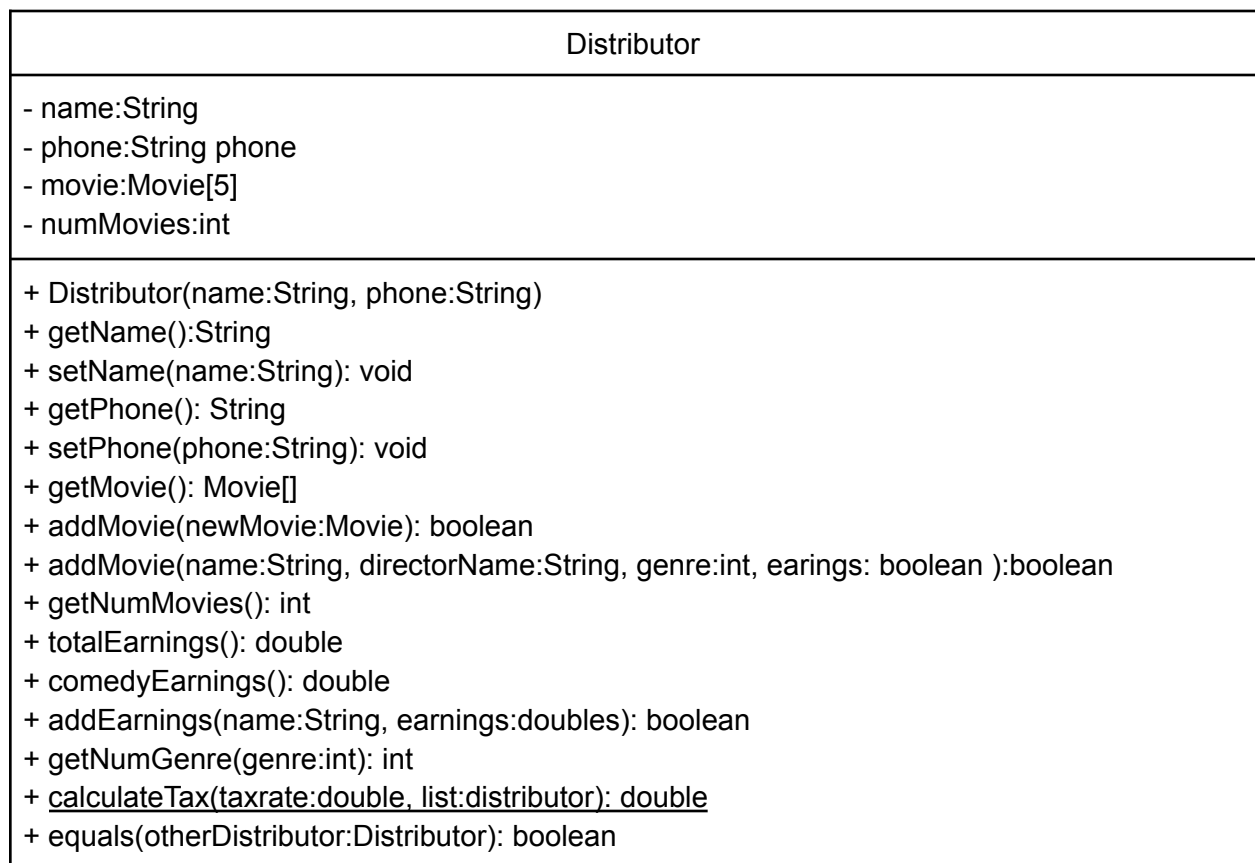 Distributor
- name:String
- phone:String phone
- movie:Movie[5]
- numMovies:int
+ Distributor(name:String, phone:String)
+ getName():String
+ setName(name:String): void
+ getPhone(): String
+ setPhone(phone:String): void
+ getMovie(): Movie[]
+ addMovie(newMovie:Movie): boolean
+ addMovie(name:String, directorName:String, genre:int, earings: boolean ):boolean
+ getNumMovies(): int
+ totalEarnings(): double
+ comedyEarnings(): double
+ addEarnings(name:String, earnings:doubles): boolean
+ getNumGenre(genre:int): int
+ calculateTax(taxrate:double, list:distributor): double
+ equals(otherDistributor:Distributor): boolean